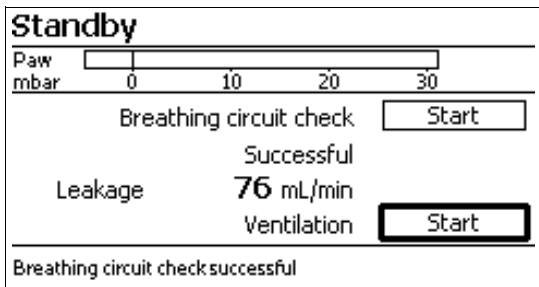 Standby
Paw
mbar 0 10 20 30
Breathing circuit check Start
Successful
Leakage 76 mL/min
Ventilation Start
Breathing circuit check successful